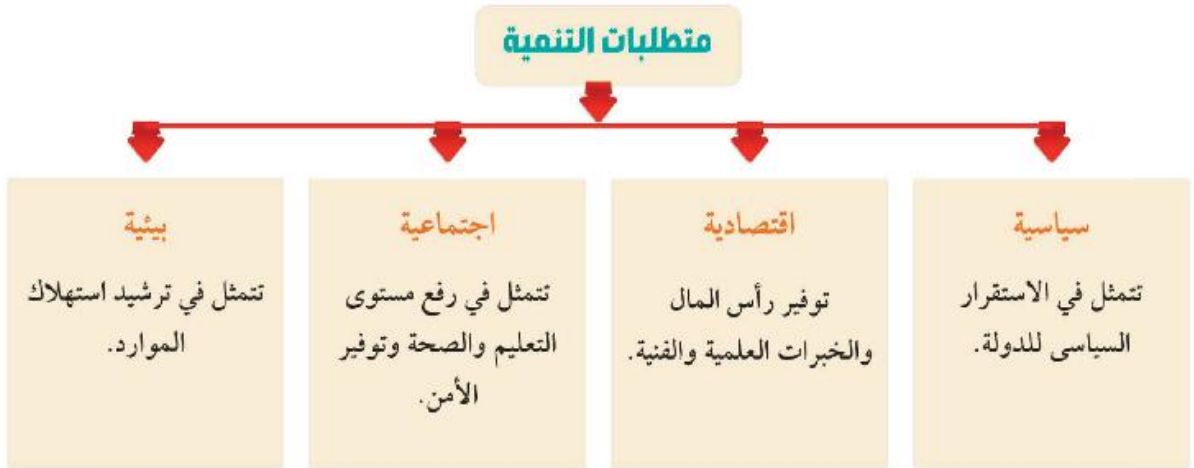 متطلبات التنمية
سياسية
تتمثل في الاستقرار
السياسى للدولة.
اقتصادية
توفير رأس المال
والخبرات العلمية والفنية.
اجتماعية
تتمثل في رفع مستوى
التعليم والصحة وتوفير
الأمن.
بيئية
تتمثل في ترشيد استهلاك
الموارد.